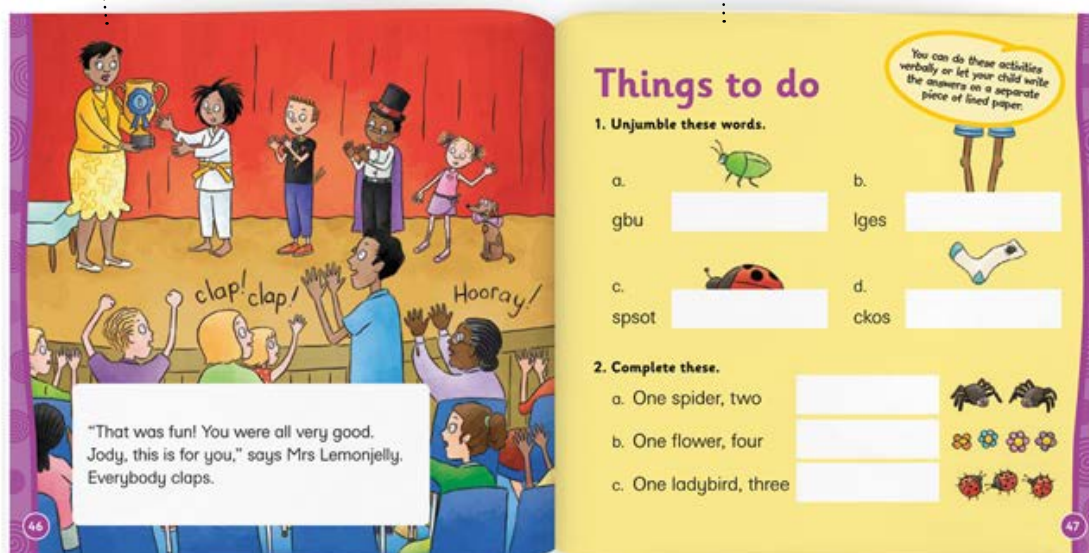 clap! clap!
Hooray!
"That was fun! You were all very good.
Jody, this is for you," says Mrs Lemonjelly.
Everybody claps.
46
Things to do
You can do these activities
verbally or let your child write
the answers on a separate
piece of lined paper.
1. Unjumble these words.
a.
gbu
b.
lges
c.
spsot
d.
ckos
2. Complete these.
a. One spider, two
b. One flower, four
c. One ladybird, three
47